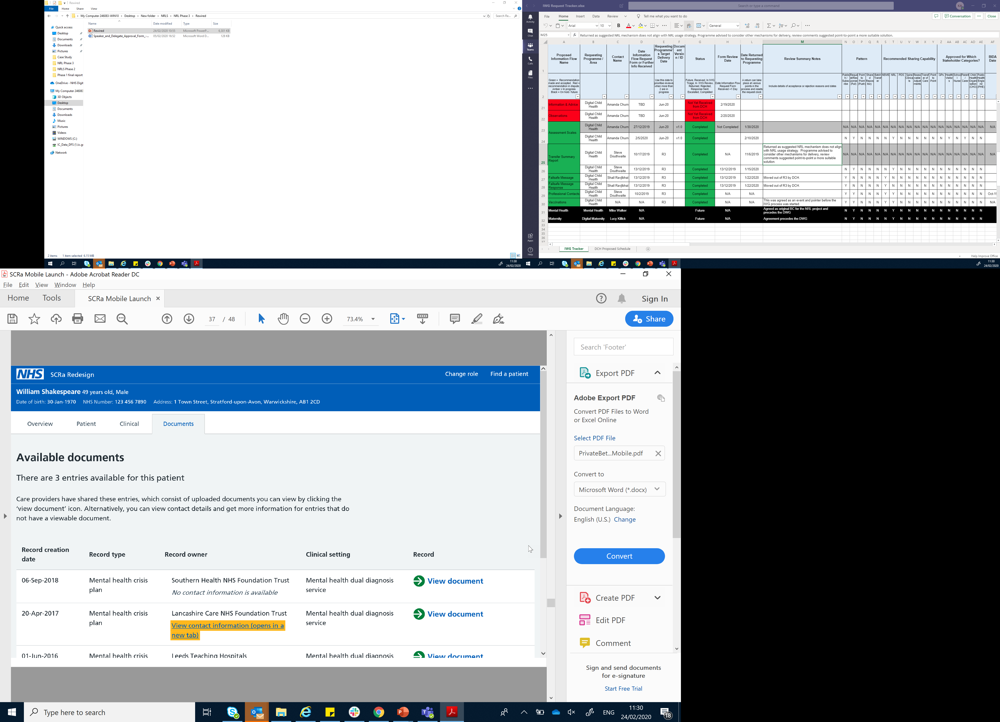 Rewired
File Home Share View
My Computer 246083-WIN10 > Desktop > New folder > NRLS > NRL Phase 3 > Rewired
Search Re...
Name Date modified Type Size
Quick access
Desktop
Documents
Downloads
Pictures
Case Study
NRL Phase 3
NRLS Phase 2
Phase 1 final report
OneDrive - NHS Digit
My Computer 246083
3D Objects
Desktop
Documents
Downloads
Music
Pictures
Videos
WINDOWS (C:)
IC_Data_DFS (\\ic.g
Network
Rewired 24/02/2020 10:55 Microsoft PowerP... 6,301 KB
Speaker_and_Delegate_Approval_Form_-... 05/02/2020 16:52 Microsoft Word D... 128 KB
2 items 1 item selected 6.15 MB
11:30
24/02/2020
IWG Request Tracker.xlsx
Search or type a command
KA
Activity
Chat
Teams
Calls
Files
Apps
Help
File Home Insert Data Review Tell me what you want to do
Conversation
Close
Arial 10 B General
M25 fx Returned as suggested NRL mechanism does not align with NRL usage strategy. Programme advised to consider other mechanisms for delivery, review comments suggested point-to-point a more suitable solution.
A B C D E F G H L M N O P Q R S T U V W X Y Z AA AB AC AD AE AF
1
Proposed Information Flow Name
Requesting Programme / Area
Contact Name
Date Information Flow Request Form or Further Info Received
Requesting Programme's Target Delivery Date
Document Version / ID
Status
Form Review Date
Date Returned to Requesting Programme
Review Summary Notes
Pattern
Recommended Sharing Capability
Approved for Which Stakeholder Categories?
BIDA Date
2
Green = Recommendation made and accepted. Red = recommendation in dispute. Amber = In progress. Black = On hold / future
Use this date to prioritise reviews when more than 2 are in progress
Future, Received, In IWG Triage, In IWG Review, Returned, Rejected, Response Sent, Escalated, Completed
Date Information Flow Request Form Received +1 Day
A return can take place at various points in the process and resets the request clock
Include details of acceptance or rejection reasons and dates
Publish / Subscribe
Request/Response (Pull)
Point to Point (Push)
Shared Repository
Batch Transfer
NEMS
NRL
PDS
Spine Clinicals
Reasonable Adjustments
Transfer of Care
Point to Point
GPs
Health Visitors
School Nurse
Parent / Carer
Child Health Organisation (CHO)
Public Health England (PHE)
21 Information & Advice Digital Child Health Amanda Churn TBD Jun-20 Not Yet Received from DCH 2/19/2020
22 Observations Digital Child Health Amanda Churn TBD Jun-20 Not Yet Received from DCH 2/20/2020
23 Assessment Scales Digital Child Health Amanda Churn 27/12/2019 Jun-20 v1.0 Completed Not Completed 1/30/2020 N/A N/A N/A N/A N/A N/A N/A N/A N/A N/A N/A N/A N/A N/A N/A N/A N/A N/A N/A
24 Digital Child Health Amanda Churn 2/5/2020 Jun-20 v1.0 Completed 2/10/2020 N Y N N N N Y N N N N N N Y N Y N N
25 Transfer Summary Report Digital Child Health Steve Douthwaite 10/17/2019 R3 Completed N/A 11/6/2019 Returned as suggested NRL mechanism does not align with NRL usage strategy. Programme advised to consider other mechanisms for delivery, review comments suggested point-to-point a more suitable solution. N/A N/A N/A N/A N/A N/A N/A N/A N/A N/A N/A N/A N/A N/A N/A N/A N/A N/A N/A
26 Digital Child Health Steve Douthwaite 13/12/2019 R3 Completed 13/12/2019 1/15/2020 N Y N N N N Y N N N N N N N N N N N
27 Failsafe Message Digital Child Health Shail Ravjibhai 13/12/2019 R3 Completed 13/12/2019 1/22/2020 Moved out of R3 by DCH. Y N N N N Y N N N N N N N N N N N N
28 Failsafe Message Response Digital Child Health Shail Ravjibhai 13/12/2019 R3 Completed 13/12/2019 1/22/2020 Moved out of R3 by DCH. Y N N N N Y N N N N N N N N N N N N
29 Professional Contacts Digital Child Health Steve Douthwaite 10/2/2019 R3 Completed N/A N/A Y Y N N N Y Y N N N N N N N N N N N Oct-19
30 Vaccinations Digital Child Health N/A N/A R3 Completed N/A N/A This was agreed as an event and pointer before the IWG process was started. Y Y N N N Y Y N N N N N N N N N N N N/A
31 Mental Health Mental Health Mike Walker N/A Future N/A Agreed as original BC for the NRL project and precedes the DWG N Y N N N N Y N N N N N N N N N N N
32 Maternity Digital Maternity Lucy Killick N/A Future N/A Agreement precedes the DWG N Y N N N N Y N N N N N N N N N N N
33
34
35
36
37
IWG Tracker DCH Proposed Schedule
Help Improve Office
11:30
24/02/2020
SCRa Mobile Launch - Adobe Acrobat Reader DC
File Edit View Window Help
Home Tools SCRa Mobile Launch × Sign In
37 / 48 73.4% Share
NHS SCRa Redesign Change role Find a patient
William Shakespeare 49 years old, Male
Date of birth: 30-Jan-1970 NHS Number: 123 456 7890 Address: 1 Town Street, Stratford-upon-Avon, Warwickshire, AB1 2CD
Overview Patient Clinical Documents
Available documents
There are 3 entries available for this patient
Care providers have shared these entries, which consist of uploaded documents you can view by clicking the
‘view document’ icon. Alternatively, you can view contact details and get more information for entries that do
not have a viewable document.
Record creation date Record type Record owner Clinical setting Record
06-Sep-2018 Mental health crisis plan Southern Health NHS Foundation Trust Mental health dual diagnosis service View document
No contact information is available
20-Apr-2017 Mental health crisis plan Lancashire Care NHS Foundation Trust Mental health dual diagnosis service View document
View contact information (opens in a
new tab)
01-Jun-2016 Mental health crisis Leeds Teaching Hospitals Mental health dual diagnosis View document
Search 'Footer'
Export PDF
Adobe Export PDF
Convert PDF Files to Word
or Excel Online
Select PDF File
PrivateBet...Mobile.pdf
Convert to
Microsoft Word (*.docx)
Document Language:
English (U.S.) Change
Convert
Create PDF
Edit PDF
Comment
Sign and send documents
for e-signature
Start Free Trial
Type here to search
ENG
11:30
24/02/2020
18